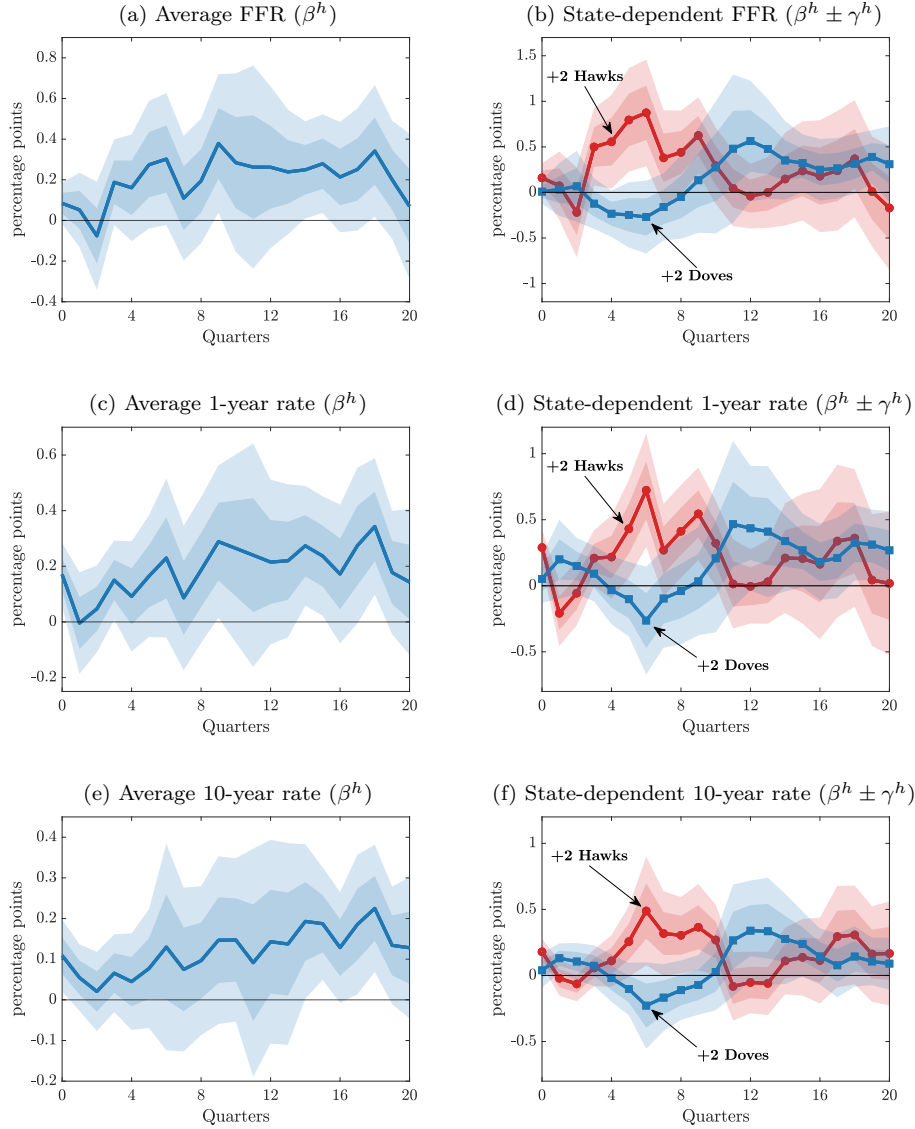 (a) Average FFR (β^h)
percentage points
0.8
0.6
0.4
0.2
0
-0.2
-0.4
0 4 8 12 16 20
Quarters
(b) State-dependent FFR (β^h ± γ^h)
percentage points
1.5
1
0.5
0
-0.5
-1
+2 Hawks
+2 Doves
0 4 8 12 16 20
Quarters
(c) Average 1-year rate (β^h)
percentage points
0.6
0.4
0.2
0
-0.2
0 4 8 12 16 20
Quarters
(d) State-dependent 1-year rate (β^h ± γ^h)
percentage points
1
0.5
0
-0.5
+2 Hawks
+2 Doves
0 4 8 12 16 20
Quarters
(e) Average 10-year rate (β^h)
percentage points
0.4
0.3
0.2
0.1
0
-0.1
-0.2
0 4 8 12 16 20
Quarters
(f) State-dependent 10-year rate (β^h ± γ^h)
percentage points
1
0.5
0
-0.5
+2 Hawks
+2 Doves
0 4 8 12 16 20
Quarters